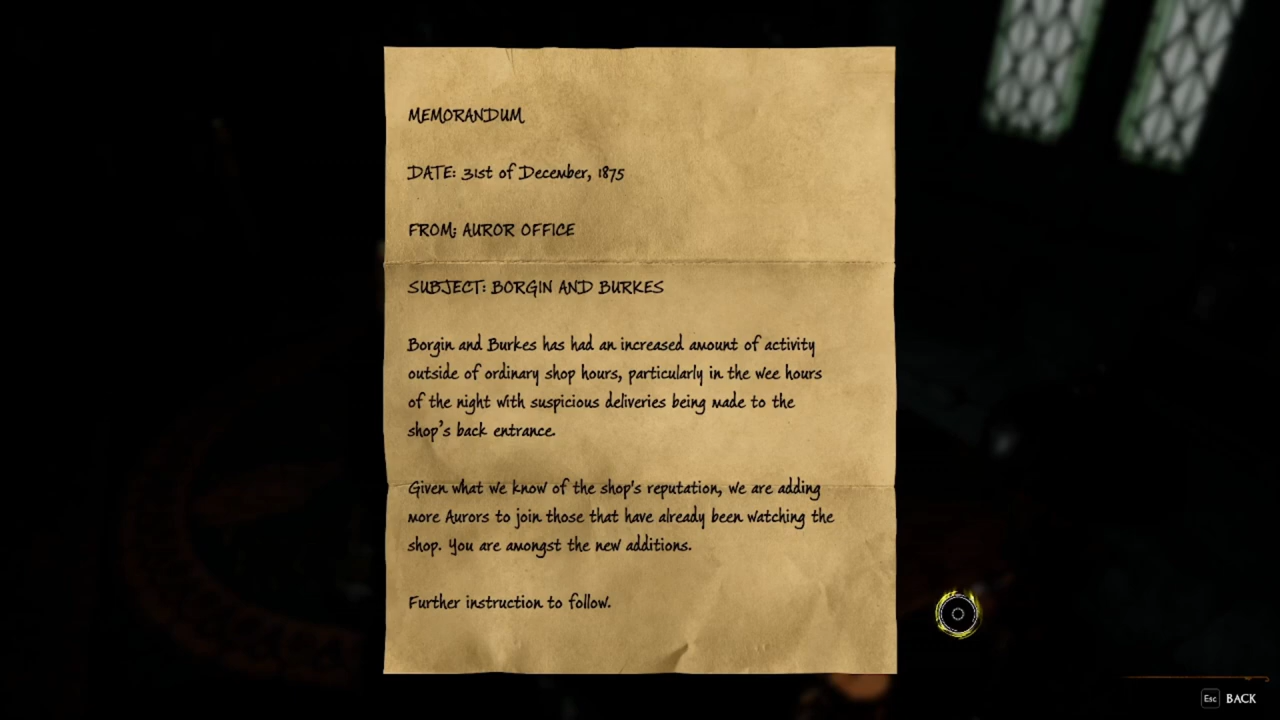 MEMORANDUM
DATE: 31st of December, 1875
FROM: AUROR OFFICE
SUBJECT: BORGIN AND BURKES
Borgin and Burkes has had an increased amount of activity
outside of ordinary shop hours, particularly in the wee hours
of the night with suspicious deliveries being made to the
shop's back entrance.
Given what we know of the shop's reputation, we are adding
more Aurors to join those that have already been watching the
shop. You are amongst the new additions.
Further instruction to follow.
Esc BACK